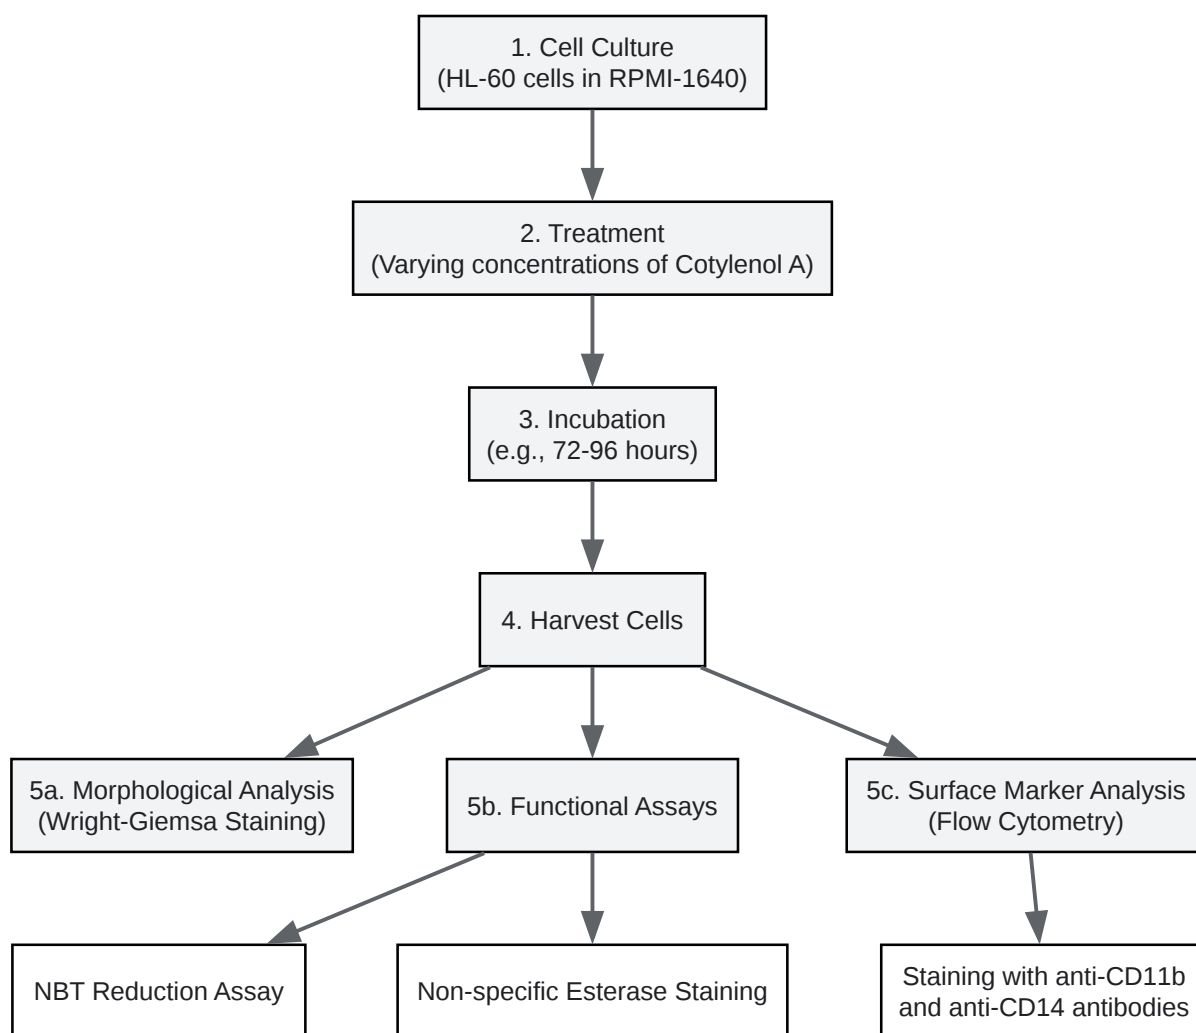 1. Cell Culture
(HL-60 cells in RPMI-1640)
2. Treatment
(Varying concentrations of Cotylenol A)
3. Incubation
(e.g., 72-96 hours)
4. Harvest Cells
5a. Morphological Analysis
(Wright-Giemsa Staining)
5b. Functional Assays
5c. Surface Marker Analysis
(Flow Cytometry)
NBT Reduction Assay
Non-specific Esterase Staining
Staining with anti-CD11b
and anti-CD14 antibodies